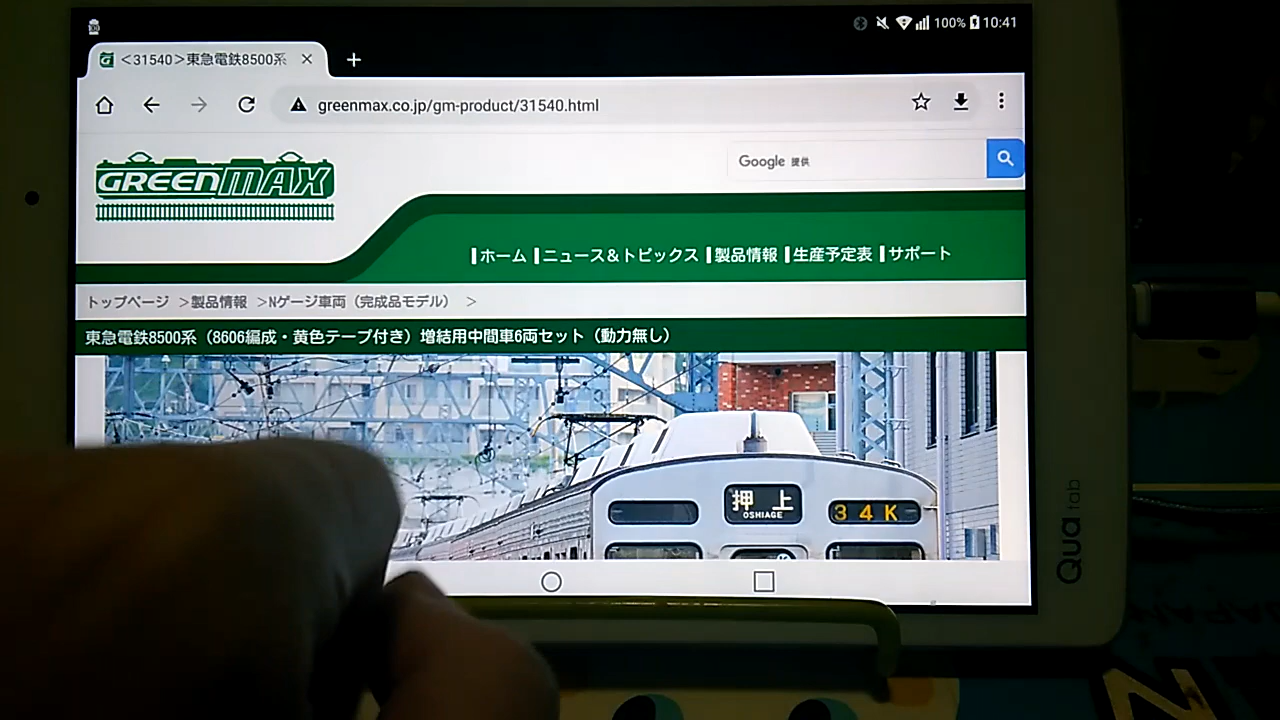 100% 10:41
<31540>東急電鉄8500系
greenmax.co.jp/gm-product/31540.html
GREENMAX
Google 提供
ホーム ニュース&トピックス 製品情報 生産予定表 サポート
トップページ >製品情報 >Nゲージ車両（完成品モデル） >
東急電鉄8500系（8606編成・黄色テープ付き）増結用中間車6両セット（動力無し）
押上
OSHIAGE
34K
Qua tab